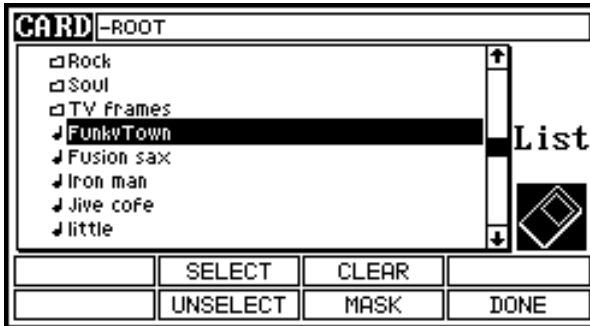 CARD -ROOT
Rock
Soul
TV frames
FunkyTown
Fusion sax
Iron man
Jive cofe
little
List
SELECT CLEAR
UNSELECT MASK DONE